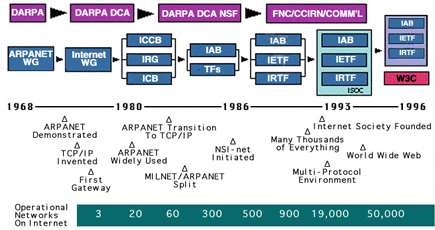 DARPA
DARPA DCA
DARPA DCA NSF
FNC/CCIRN/COMM'L
ARPANET
WG
Internet
WG
ICCB
IRG
ICB
IAB
TFs
IAB
IETF
IRTF
IAB
IETF
IRTF
ISOC
IAB
IETF
IRTF
W3C
1968
1980
1986
1993
1996
ARPANET
Demonstrated
TCP/IP
Invented
First
Gateway
ARPANET
Widely Used
ARPANET Transition
To TCP/IP
MILNET/ARPANET
Split
NSI-net
Initiated
Many Thousands
of Everything
Multi-Protocol
Environment
Internet Society Founded
World Wide Web
Operational
Networks
On Internet
3 20 60 300 500 900 19,000 50,000